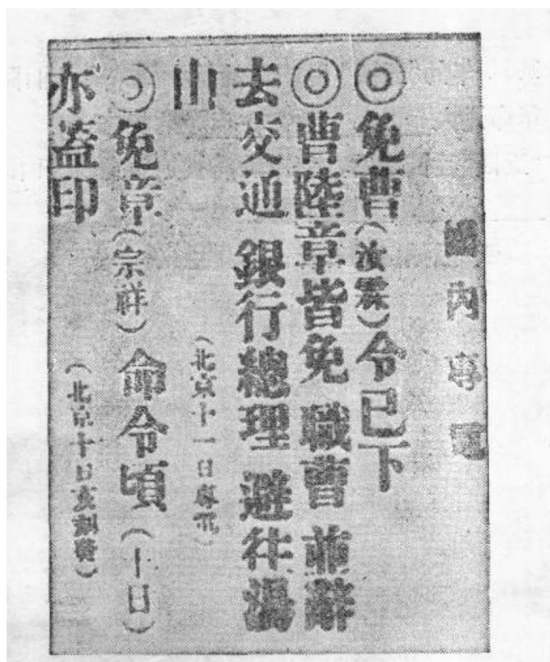 國內專電
◎免曹(汝霖)令已下
◎曹陸章皆免職曹並辭
去交通銀行總理避往湯
山
(北京十一日專電)
◎免章(宗祥)命令頃(十日)
亦蓋印
(北京十日亥刻發)